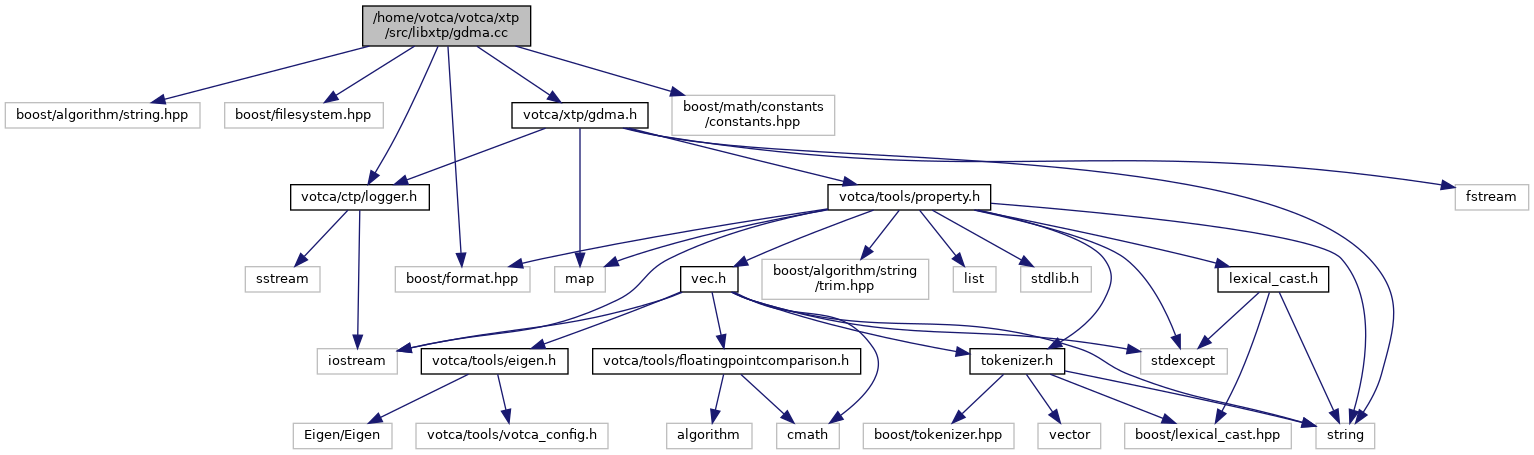 /home/votca/votca/xtp
/src/libxtp/gdma.cc
boost/algorithm/string.hpp
boost/filesystem.hpp
votca/xtp/gdma.h
boost/math/constants
/constants.hpp
votca/ctp/logger.h
votca/tools/property.h
fstream
sstream
boost/format.hpp
map
vec.h
boost/algorithm/string
/trim.hpp
list
stdlib.h
lexical_cast.h
iostream
votca/tools/eigen.h
votca/tools/floatingpointcomparison.h
tokenizer.h
stdexcept
Eigen/Eigen
votca/tools/votca_config.h
algorithm
cmath
boost/tokenizer.hpp
vector
boost/lexical_cast.hpp
string